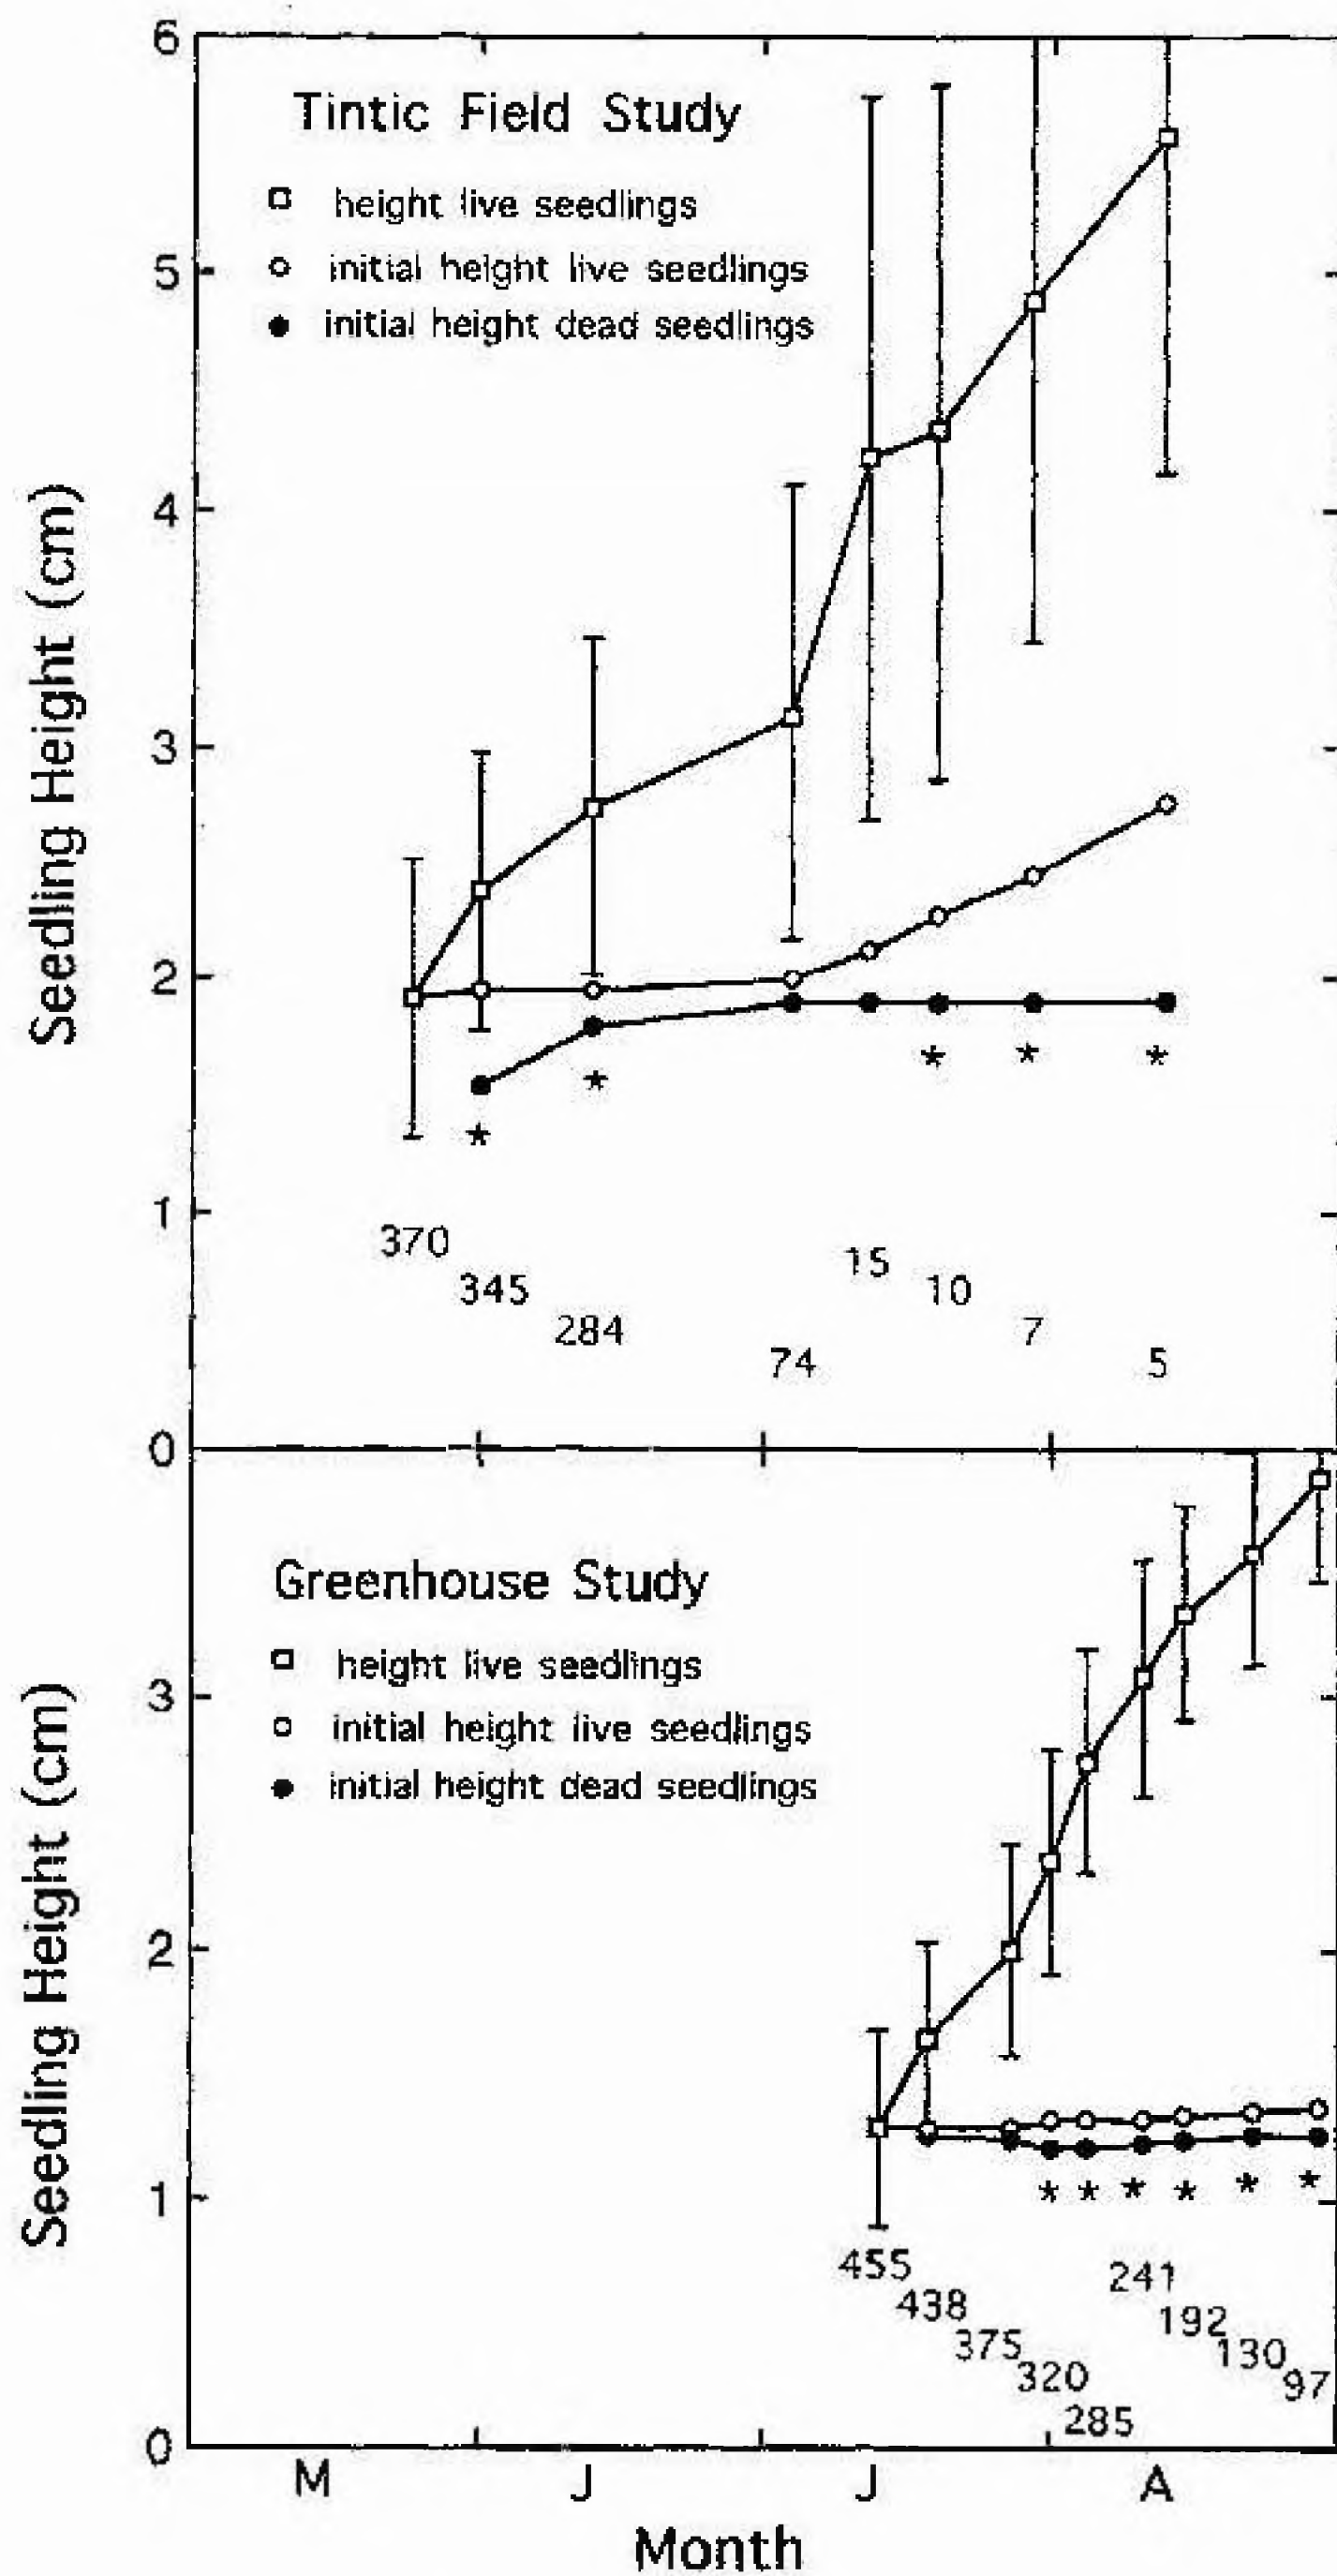 6
Tintic Field Study
height live seedlings
5
initial height live seedlings
initial height dead seedlings
Seedling Height (cm)
4
3
2
*
*
*
*
*
1
370
345
284
74
15
10
7
5
0
Greenhouse Study
height live seedlings
initial height live seedlings
initial height dead seedlings
Seedling Height (cm)
3
2
1
* * * * * *
455
438
375
320
285
241
192
130
97
0
M J J A
Month